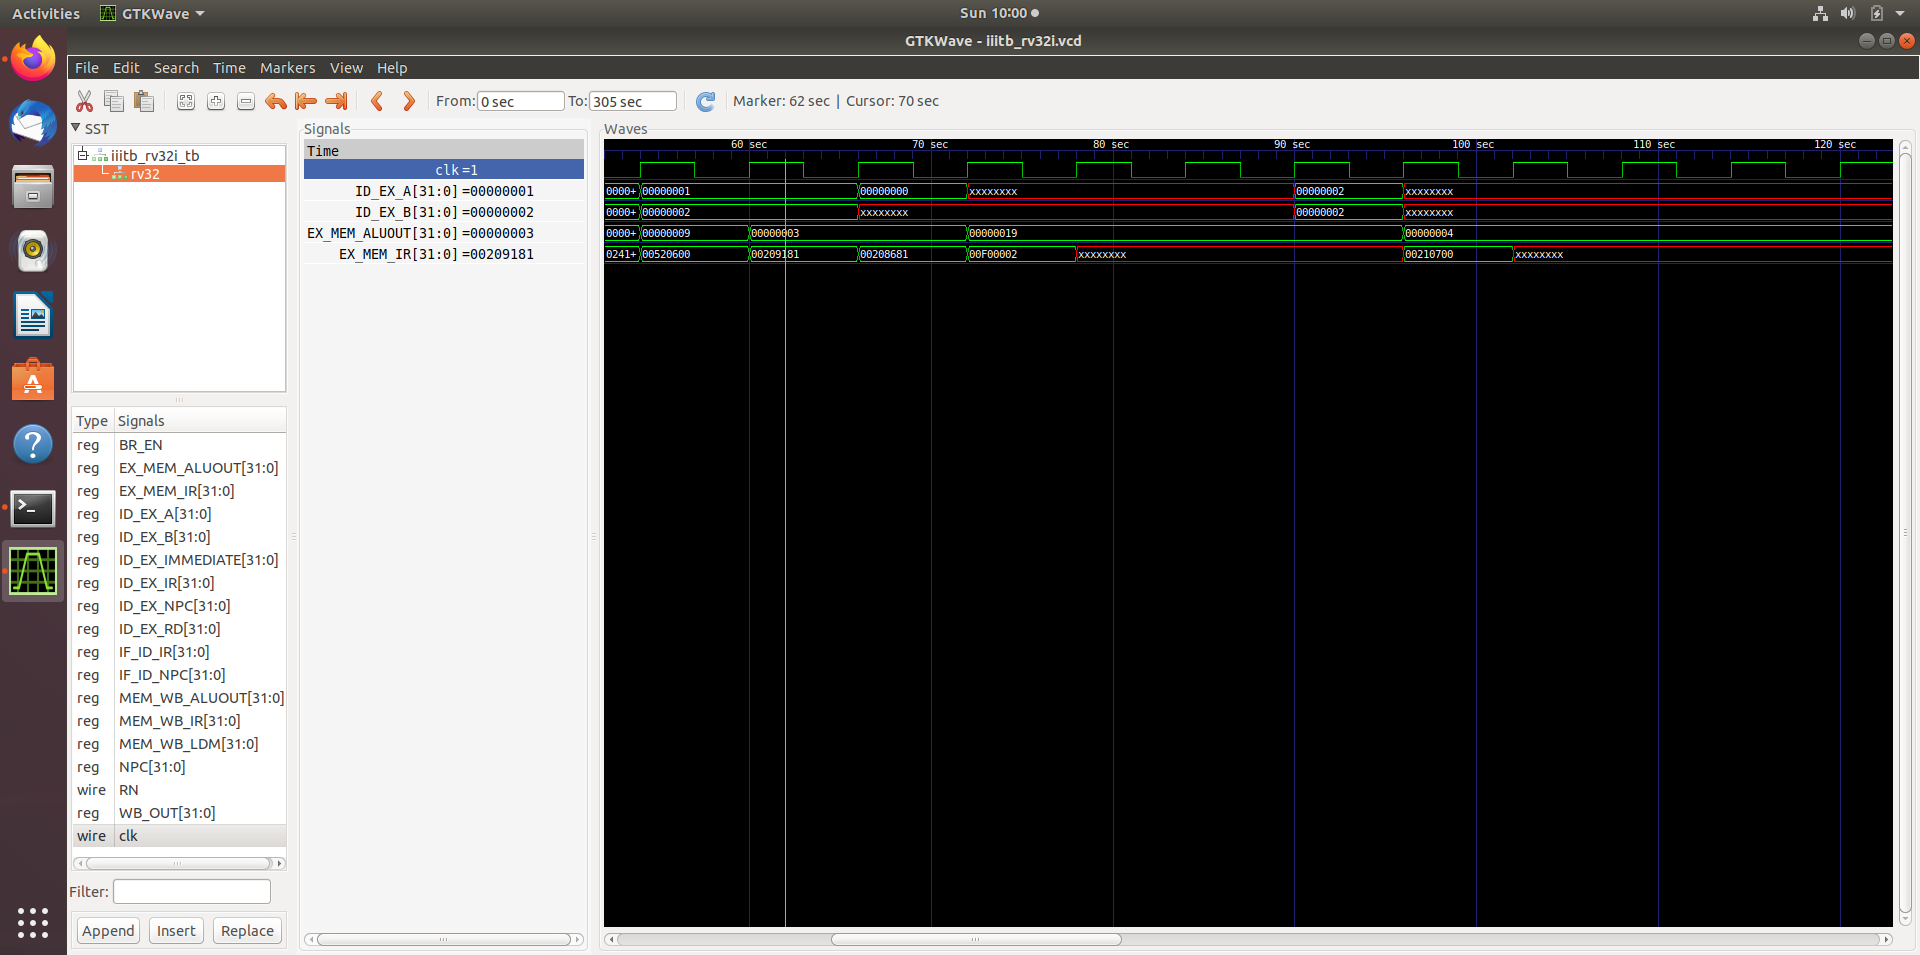 Activities GTKWave Sun 10:00
GTKWave - iiitb_rv32i.vcd
File Edit Search Time Markers View Help
From: 0 sec To: 305 sec Marker: 62 sec | Cursor: 70 sec
SST
iiitb_rv32i_tb
rv32
Type Signals
reg BR_EN
reg EX_MEM_ALUOUT[31:0]
reg EX_MEM_IR[31:0]
reg ID_EX_A[31:0]
reg ID_EX_B[31:0]
reg ID_EX_IMMEDIATE[31:0]
reg ID_EX_IR[31:0]
reg ID_EX_NPC[31:0]
reg ID_EX_RD[31:0]
reg IF_ID_IR[31:0]
reg IF_ID_NPC[31:0]
reg MEM_WB_ALUOUT[31:0]
reg MEM_WB_IR[31:0]
reg MEM_WB_LDM[31:0]
reg NPC[31:0]
wire RN
reg WB_OUT[31:0]
wire clk
Filter:
Append Insert Replace
Signals
Time
clk=1
ID_EX_A[31:0]=00000001
ID_EX_B[31:0]=00000002
EX_MEM_ALUOUT[31:0]=00000003
EX_MEM_IR[31:0]=00209181
Waves
60 sec 70 sec 80 sec 90 sec 100 sec 110 sec 120 sec
0000+ 00000001 00000000 xxxxxxxx 00000002 xxxxxxxx
0000+ 00000002 xxxxxxxx 00000002 xxxxxxxx
0000+ 00000009 00000003 00000019 00000004
0241+ 00520600 00209181 00208681 00F00002 xxxxxxxx 00210700 xxxxxxxx